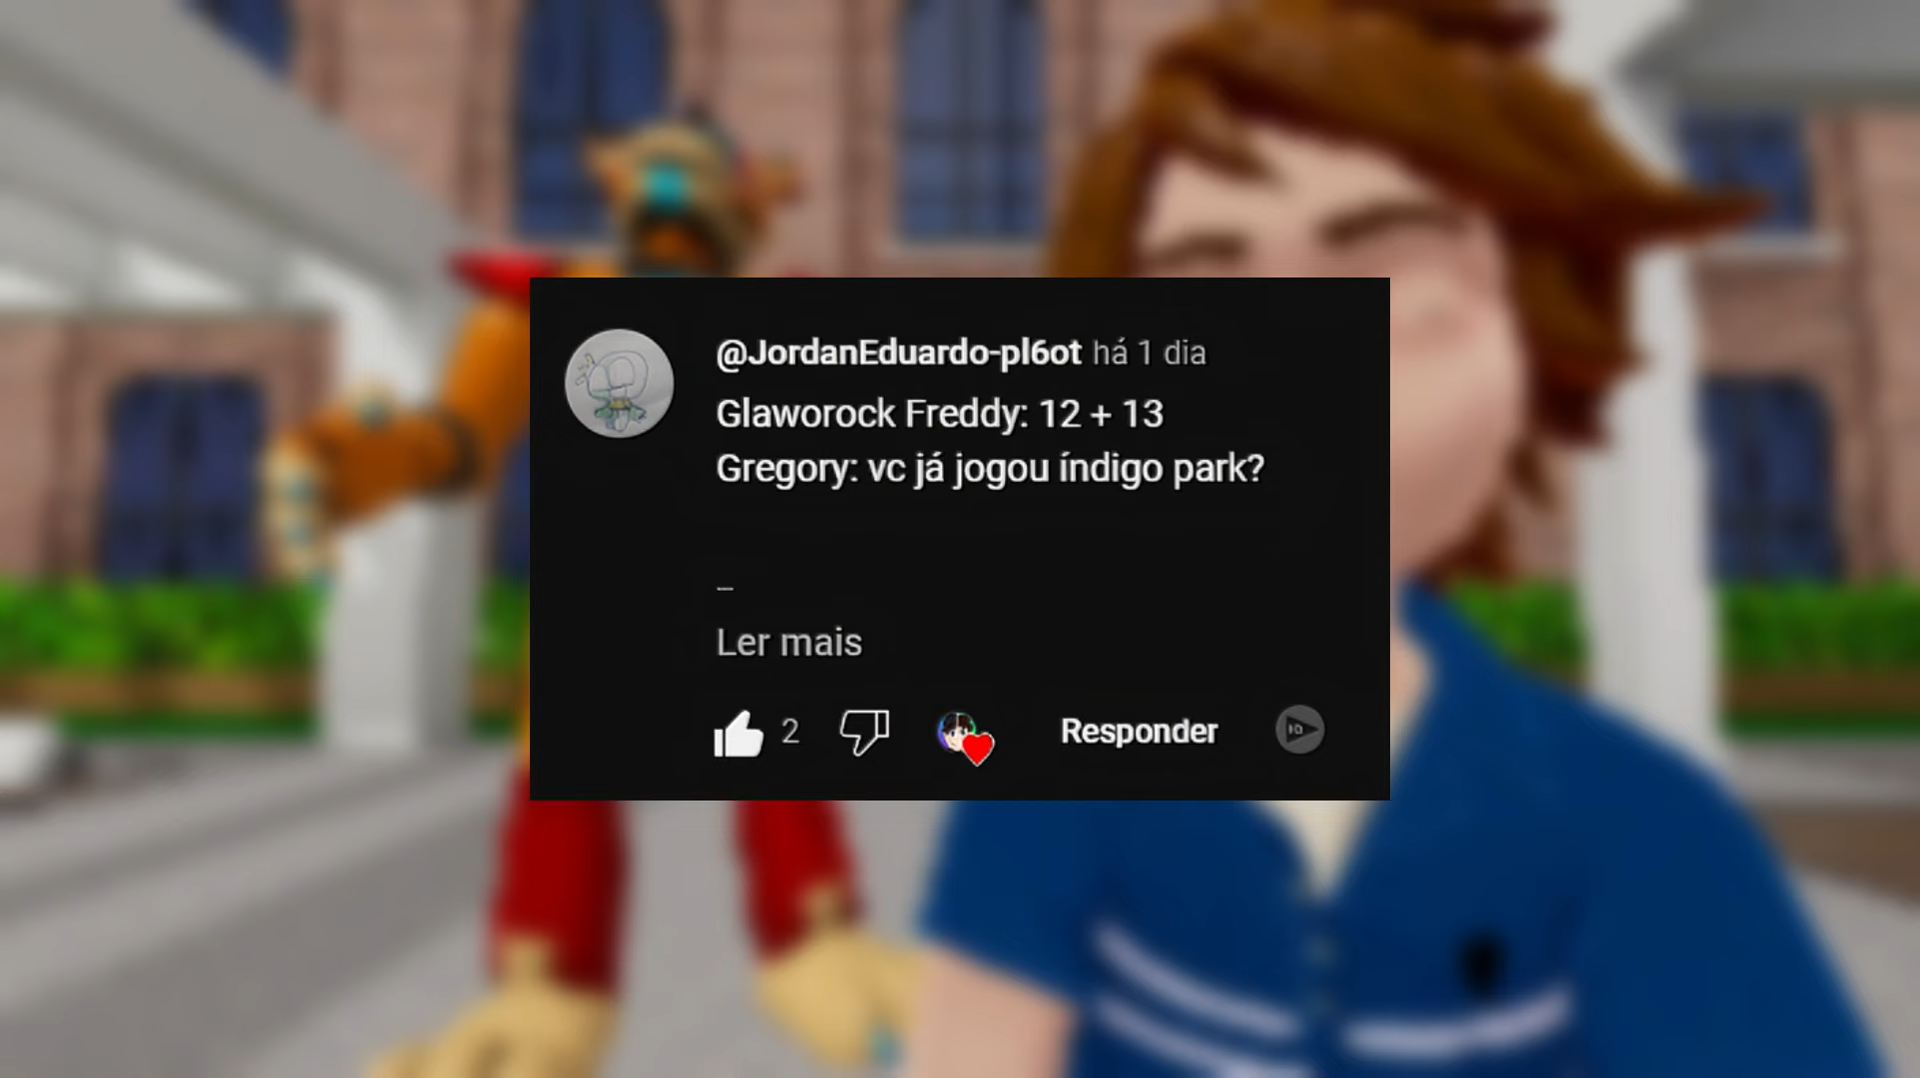 @JordanEduardo-pl6ot há 1 dia
Glaworock Freddy: 12 + 13
Gregory: vc já jogou índigo park?
_
Ler mais
2
Responder